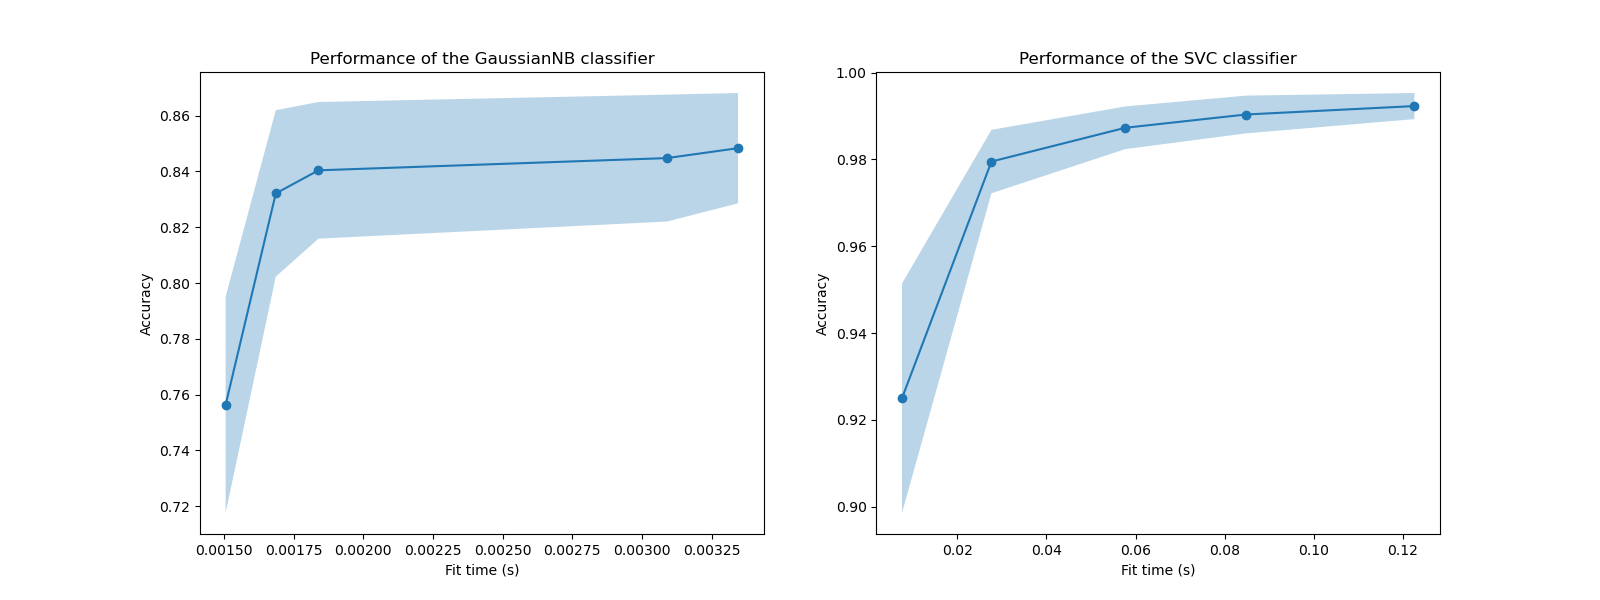 Performance of the GaussianNB classifier
Accuracy
0.86
0.84
0.82
0.80
0.78
0.76
0.74
0.72
0.00150 0.00175 0.00200 0.00225 0.00250 0.00275 0.00300 0.00325
Fit time (s)
Performance of the SVC classifier
Accuracy
1.00
0.98
0.96
0.94
0.92
0.90
0.02 0.04 0.06 0.08 0.10 0.12
Fit time (s)